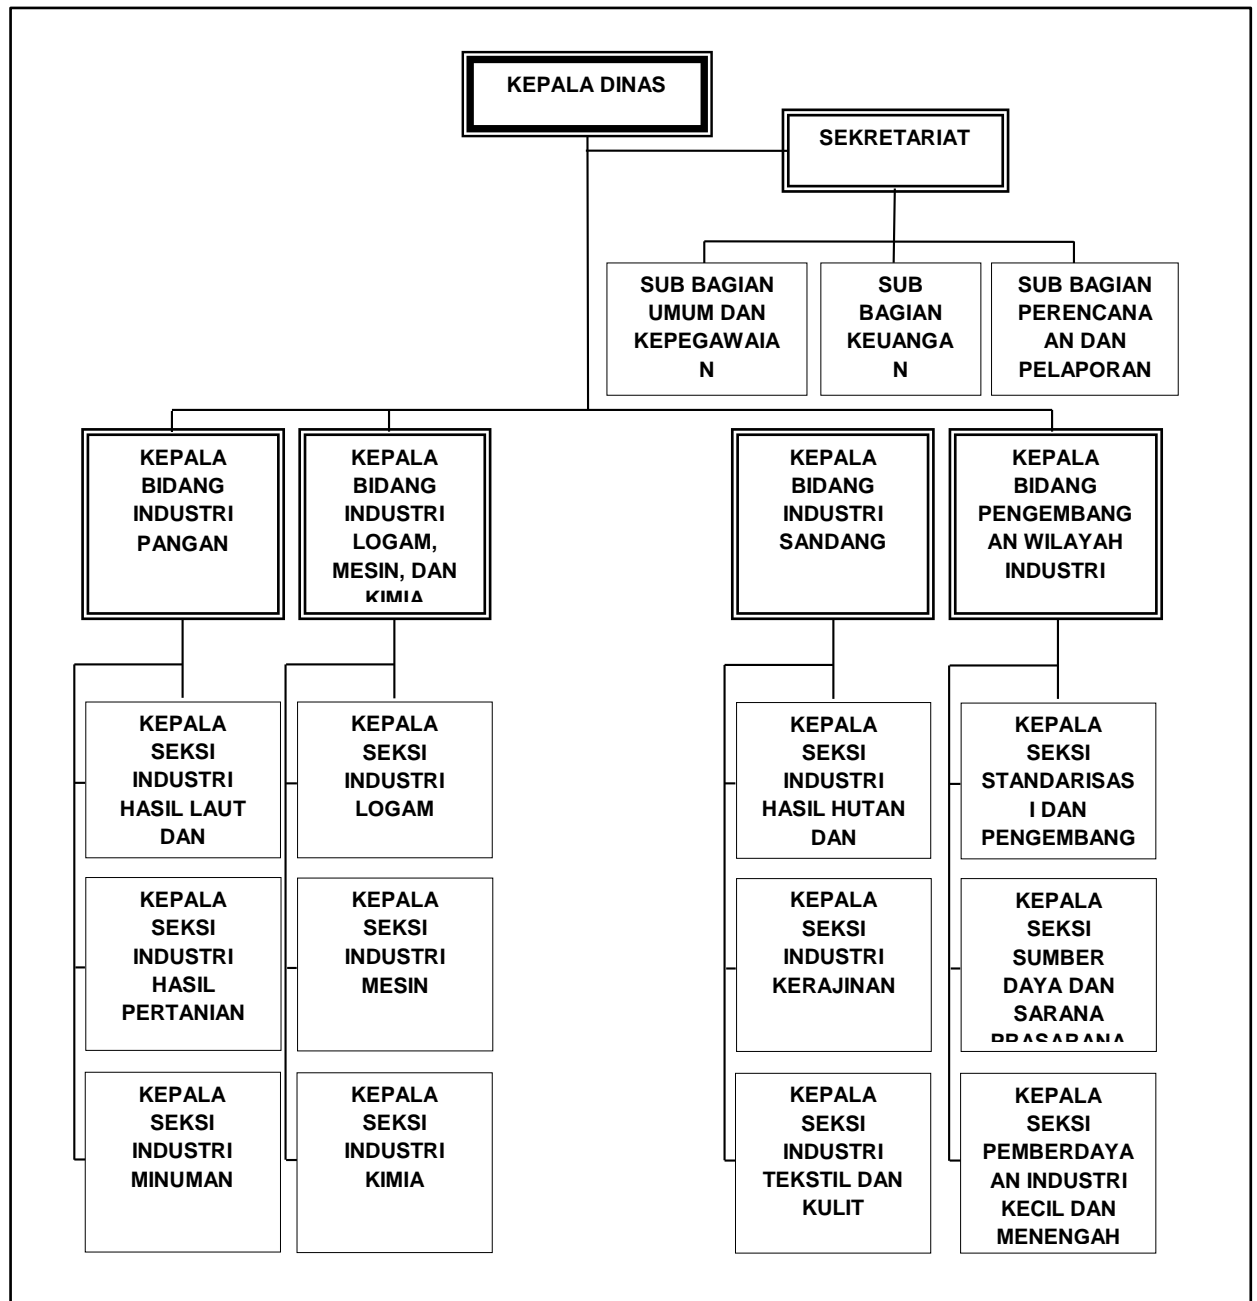 KEPALA DINAS
SEKRETARIAT
SUB BAGIAN
UMUM DAN
KEPEGAWAIA
N
SUB
BAGIAN
KEUANGA
N
SUB BAGIAN
PERENCANA
AN DAN
PELAPORAN
KEPALA
BIDANG
INDUSTRI
PANGAN
KEPALA
BIDANG
INDUSTRI
LOGAM,
MESIN, DAN
KIMIA
KEPALA
BIDANG
INDUSTRI
SANDANG
KEPALA
BIDANG
PENGEMBANG
AN WILAYAH
INDUSTRI
KEPALA
SEKSI
INDUSTRI
HASIL LAUT
DAN
KEPALA
SEKSI
INDUSTRI
LOGAM
KEPALA
SEKSI
INDUSTRI
HASIL HUTAN
DAN
KEPALA
SEKSI
STANDARISAS
I DAN
PENGEMBANG
KEPALA
SEKSI
INDUSTRI
HASIL
PERTANIAN
KEPALA
SEKSI
INDUSTRI
MESIN
KEPALA
SEKSI
INDUSTRI
KERAJINAN
KEPALA
SEKSI
SUMBER
DAYA DAN
SARANA
PRASARANA
KEPALA
SEKSI
INDUSTRI
MINUMAN
KEPALA
SEKSI
INDUSTRI
KIMIA
KEPALA
SEKSI
INDUSTRI
TEKSTIL DAN
KULIT
KEPALA
SEKSI
PEMBERDAYA
AN INDUSTRI
KECIL DAN
MENENGAH